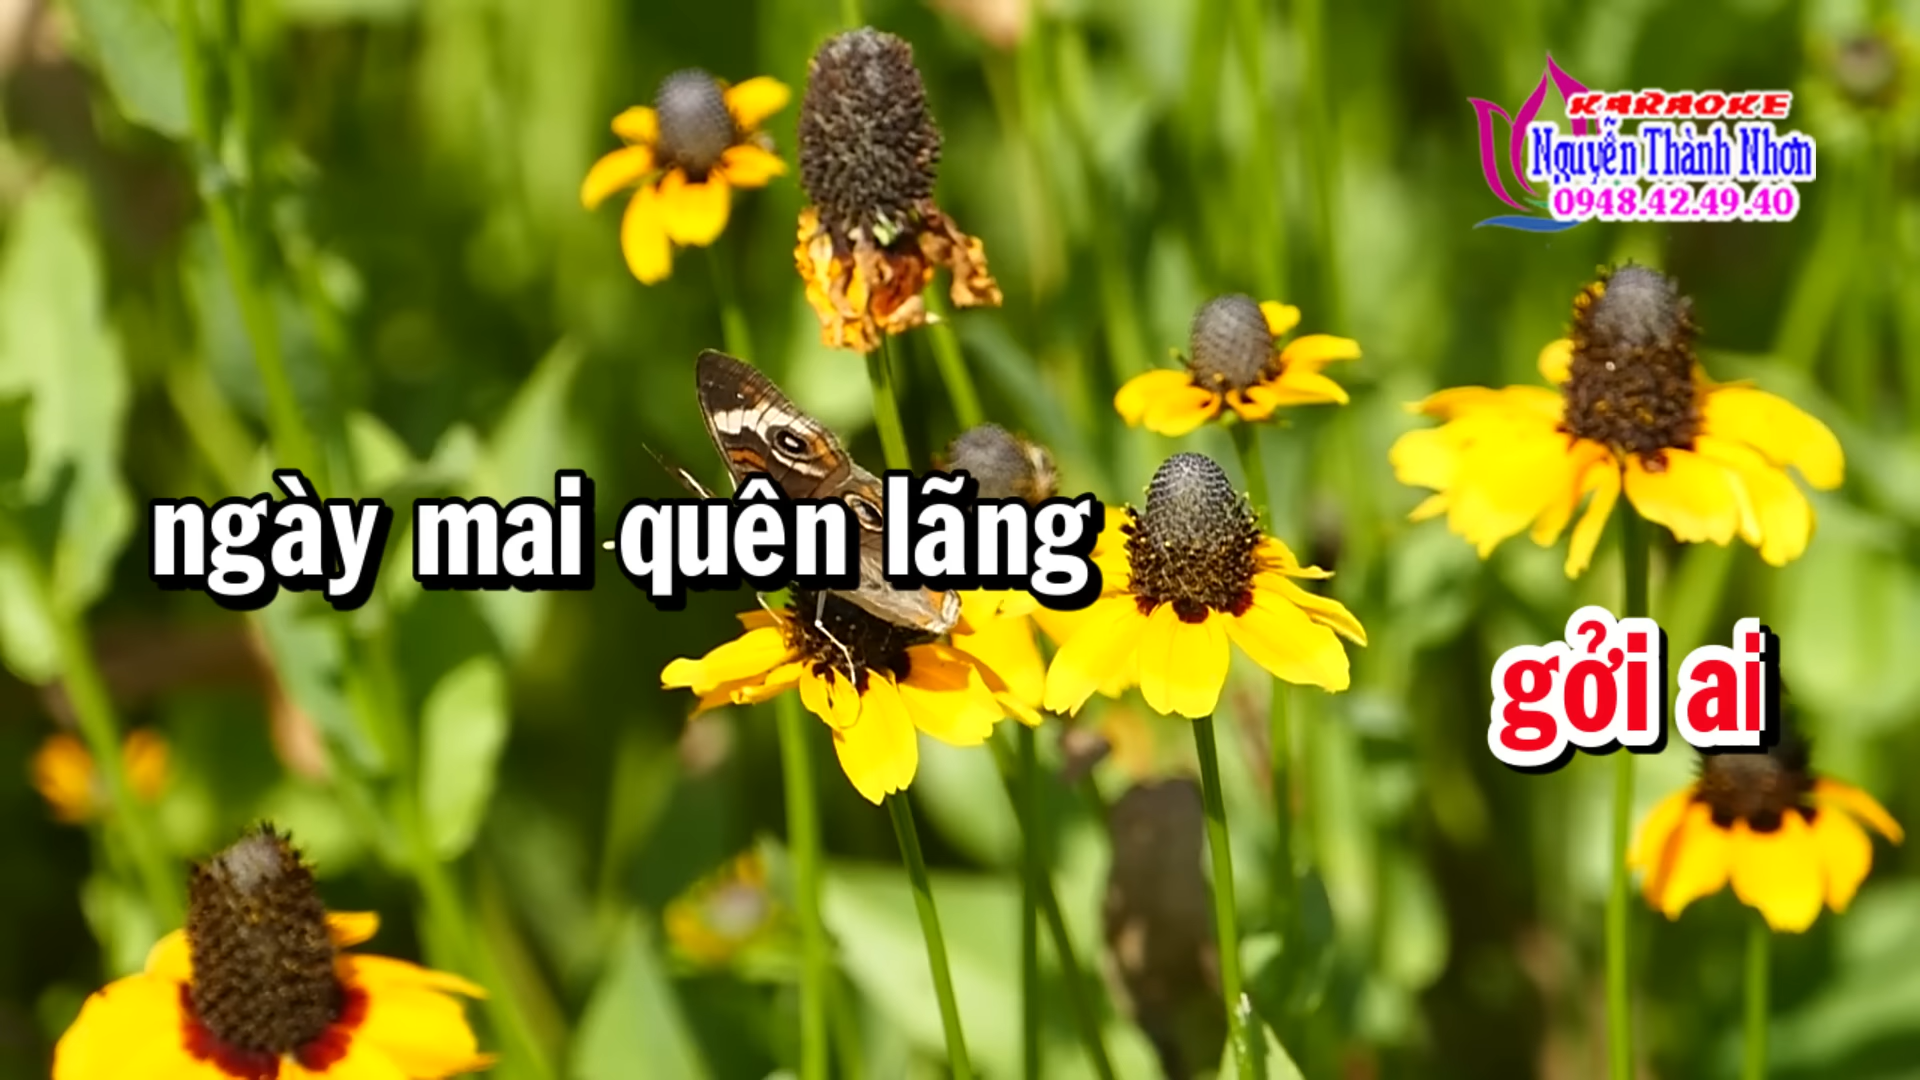 KARAOKE
Nguyễn Thành Nhơn
0948.42.49.40
ngày mai quên lãng
gởi ai